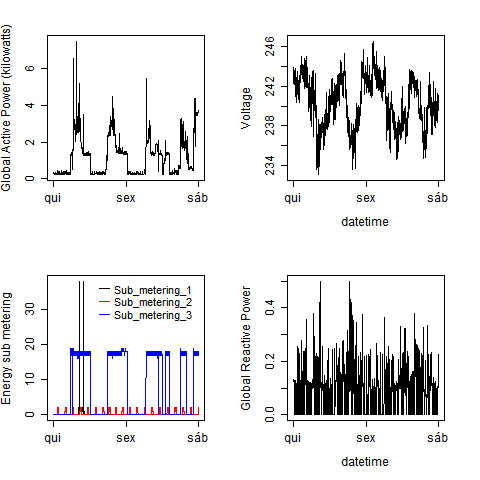 Global Active Power (kilowatts)
0 2 4 6
qui sex sáb
Voltage
234 238 242 246
qui sex sáb
datetime
Energy sub metering
0 10 20 30
Sub_metering_1
Sub_metering_2
Sub_metering_3
qui sex sáb
Global Reactive Power
0.0 0.2 0.4
qui sex sáb
datetime